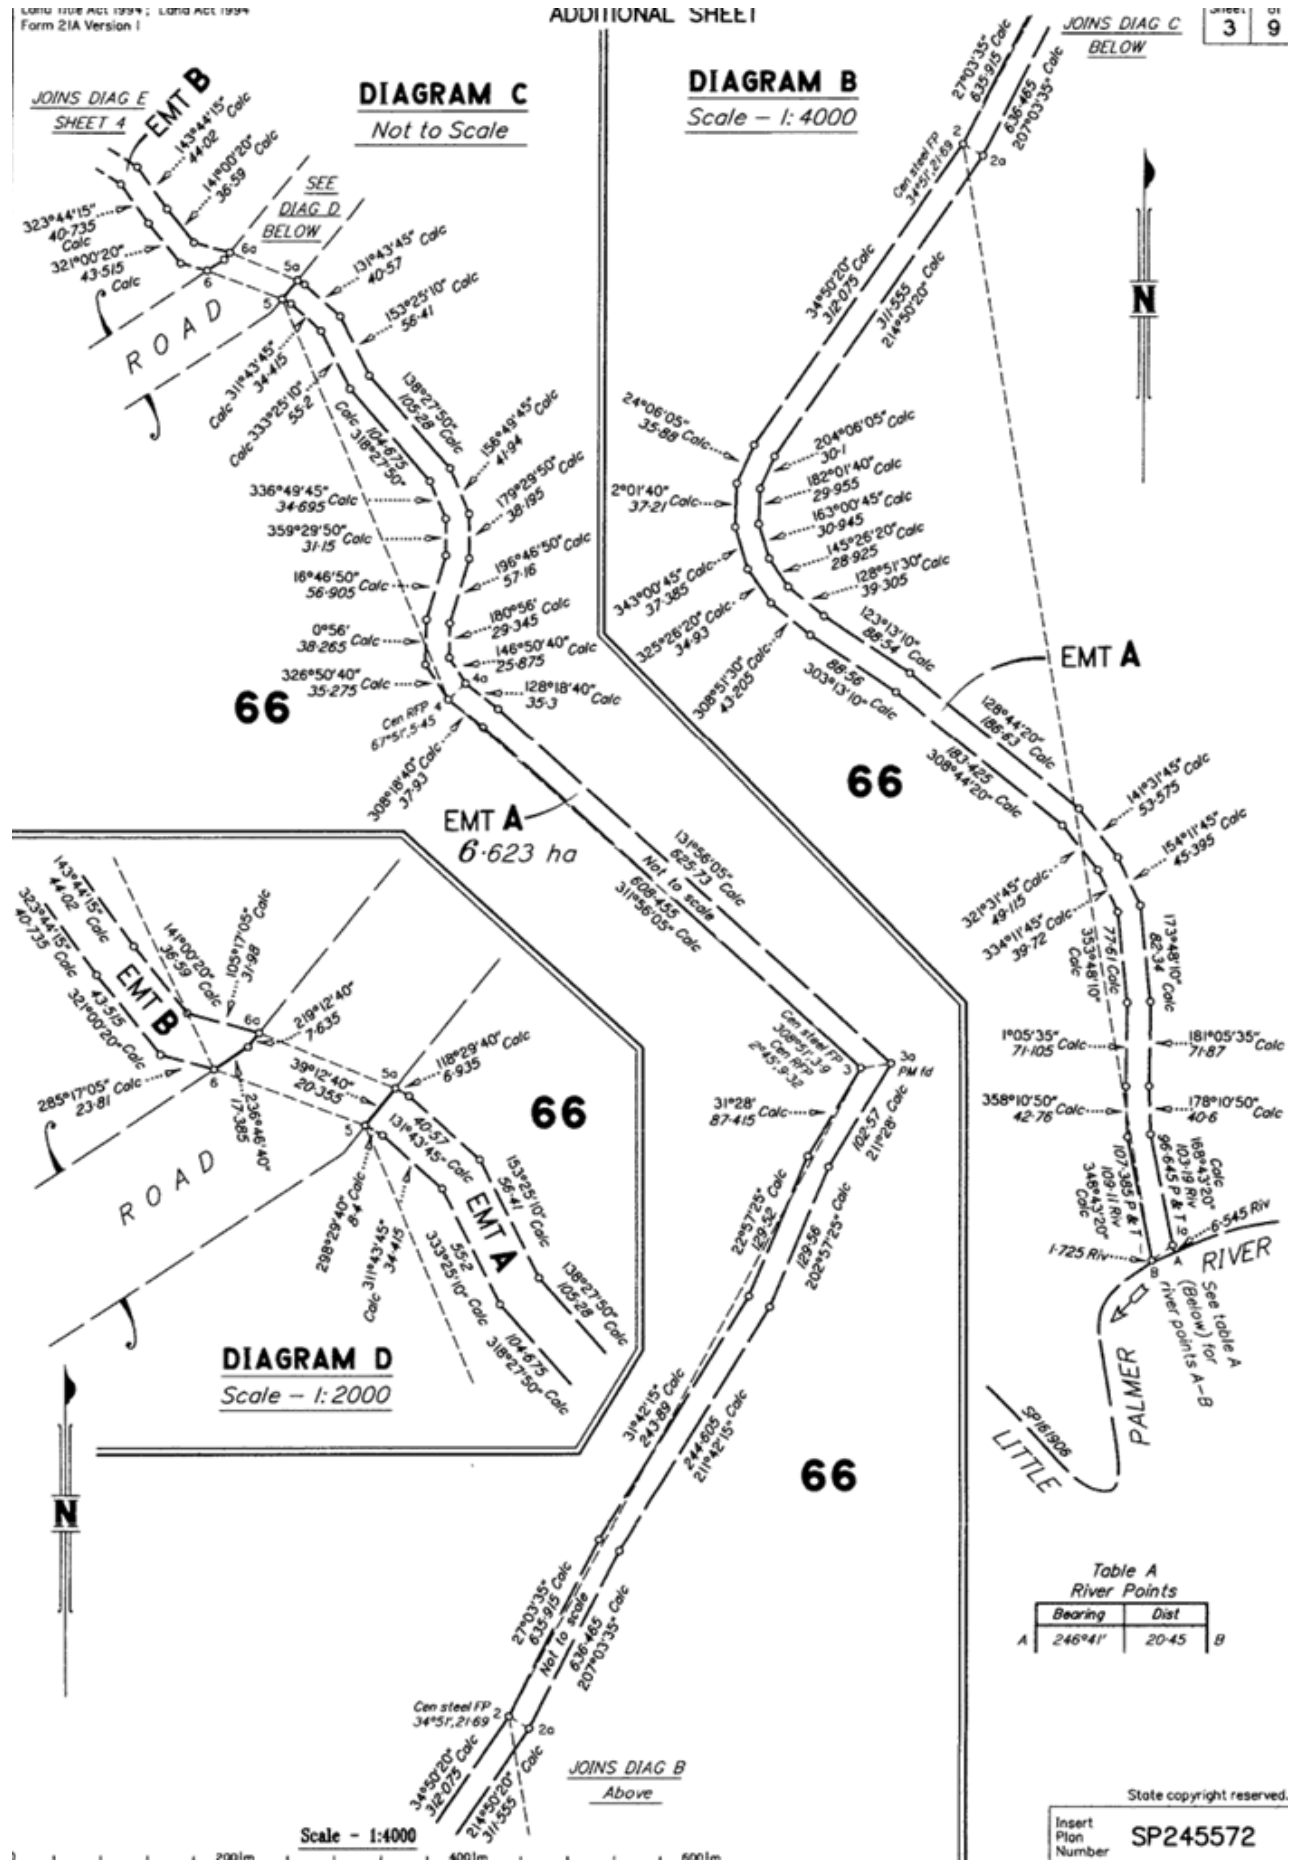 Land Title Act 1994; Land Act 1994
Form 21A Version 1
ADDITIONAL SHEET
Sheet of
3 9
JOINS DIAG E
SHEET 4
EMT B
DIAGRAM C
Not to Scale
143°44'15"
44·02 Calc
141°00'20"
36·59 Calc
SEE
DIAG D
BELOW
323°44'15"
40·735
Calc
321°00'20"
43·515
Calc
6a
5a
6
5
ROAD
131°43'45"
40·57 Calc
153°25'10"
56·41 Calc
311°43'45"
34·415
Calc
333°25'10"
55·2
Calc
138°27'50"
105·28 Calc
104·675
318°27'50"
Calc
156°49'45"
41·94 Calc
179°29'50"
38·195 Calc
336°49'45"
34·695 Calc
359°29'50"
31·15 Calc
196°46'50"
57·16 Calc
16°46'50"
56·905 Calc
180°56'
29·345 Calc
0°56'
38·265 Calc
146°50'40"
25·875 Calc
326°50'40"
35·275 Calc
4a
128°18'40"
35·3 Calc
66
Cen RFP 4
67°51', 5·45
308°18'40"
37·93 Calc
EMT A
6·623 ha
131°56'05"
625·73 Calc
Not to scale
608·455
311°56'05" Calc
Cen steel FP
308°51', 3·9
Cen RFP
2°45', 9·32
3
3a
PM fd
31°28'
87·415 Calc
102·57
211°28' Calc
22°57'25"
129·52 Calc
129·56
202°57'25" Calc
31°42'15"
243·89 Calc
244·605
211°42'15" Calc
66
27°03'35"
635·915 Calc
Not to scale
636·465
207°03'35" Calc
Cen steel FP
34°51', 21·69
2
2a
34°50'20"
312·075 Calc
214°50'20"
311·555 Calc
JOINS DIAG B
Above
DIAGRAM B
Scale – 1:4000
JOINS DIAG C
BELOW
27°03'35"
635·915 Calc
636·465 Calc
207°03'35"
2
2a
Cen steel FP
34°51', 21·69
N
34°50'20"
312·075 Calc
311·555
214°50'20" Calc
24°06'05"
35·88 Calc
204°06'05"
30·1 Calc
182°01'40"
29·955 Calc
2°01'40"
37·21 Calc
163°00'45"
30·945 Calc
145°26'20"
28·925 Calc
343°00'45"
37·385 Calc
128°51'30"
39·305 Calc
325°26'20"
34·93 Calc
123°13'10"
88·54 Calc
308°51'30"
43·205 Calc
88·56
303°13'10" Calc
EMT A
128°44'20"
186·63 Calc
66
183·425
308°44'20" Calc
141°31'45"
53·575 Calc
154°11'45"
45·395 Calc
321°31'45"
49·115 Calc
334°11'45"
39·72 Calc
77·61 Calc
353°48'10"
Calc
173°48'10"
82·34 Calc
1°05'35"
71·105 Calc
181°05'35"
71·87 Calc
358°10'50"
42·76 Calc
178°10'50"
40·6 Calc
107·385 P & T
109·11 Riv
348°43'20"
Calc
168°43'20"
Calc
103·19 Riv
96·645 P & T
6·545 Riv
1·725 Riv
A
B
See table A
(Below) for
river points A–B
LITTLE
PALMER
RIVER
SP161906
Table A
River Points
Bearing Dist
A 246°41' 20·45 B
143°44'15"
44·02 Calc
323°44'15"
40·735 Calc
141°00'20"
36·59 Calc
105°17'05"
31·98 Calc
EMT B
43·515
321°00'20" Calc
6a
219°12'40"
7·635
285°17'05"
23·81 Calc
6
39°12'40"
20·355
5a
118°29'40"
6·935 Calc
236°46'40"
17·385
66
5
40·57
131°43'45" Calc
ROAD
298°29'40"
8·4 Calc
311°43'45"
34·415
Calc
153°25'10"
56·41 Calc
EMT A
55·2
333°25'10" Calc
138°27'50"
105·28 Calc
104·675
318°27'50" Calc
DIAGRAM D
Scale – 1:2000
N
Scale - 1:4000
0 200m 400m 600m
State copyright reserved.
Insert
Plan
Number
SP245572